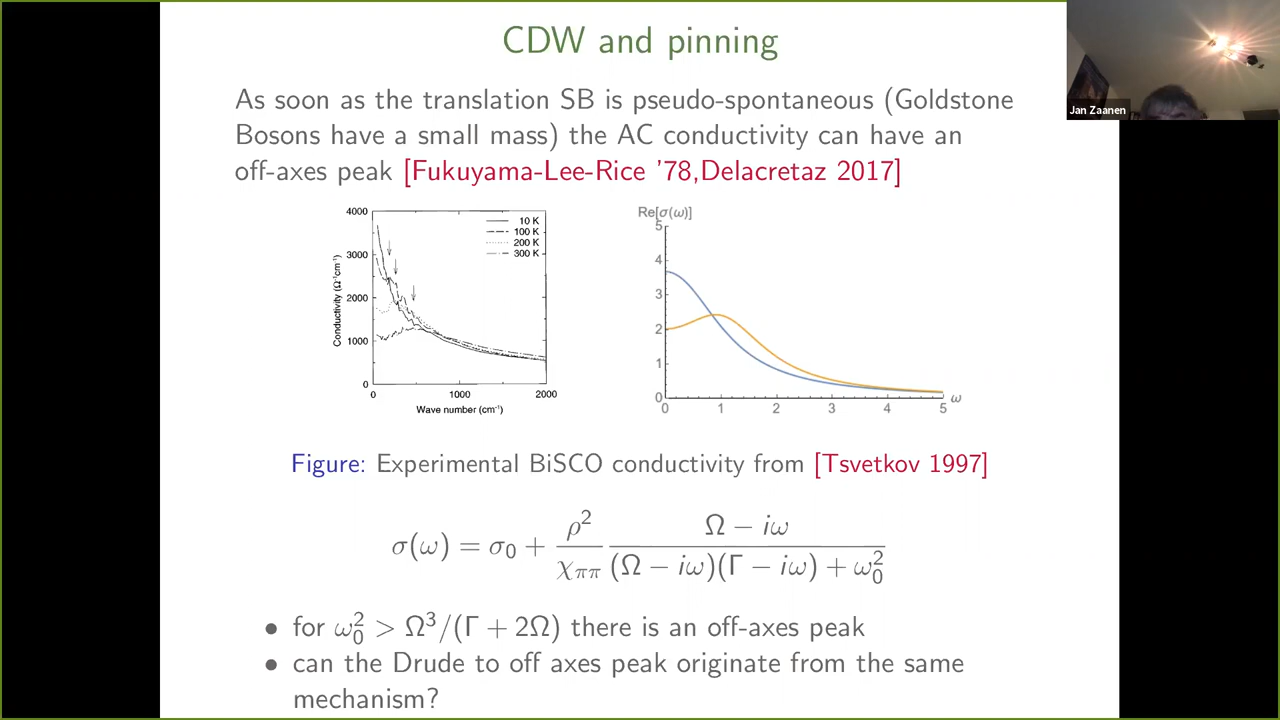 CDW and pinning
Jan Zaanen
As soon as the translation SB is pseudo-spontaneous (Goldstone
Bosons have a small mass) the AC conductivity can have an
off-axes peak [Fukuyama-Lee-Rice '78,Delacretaz 2017]
4000
3000
2000
1000
0
Conductivity (Ω⁻¹cm⁻¹)
10 K
100 K
200 K
300 K
0 1000 2000
Wave number (cm⁻¹)
Re[σ(ω)]
5
4
3
2
1
0
0 1 2 3 4 5 ω
Figure: Experimental BiSCO conductivity from [Tsvetkov 1997]
σ(ω) = σ₀ + ρ²/χ_ππ (Ω − iω)/((Ω − iω)(Γ − iω) + ω₀²)
• for ω₀² > Ω³/(Γ + 2Ω) there is an off-axes peak
• can the Drude to off axes peak originate from the same
mechanism?